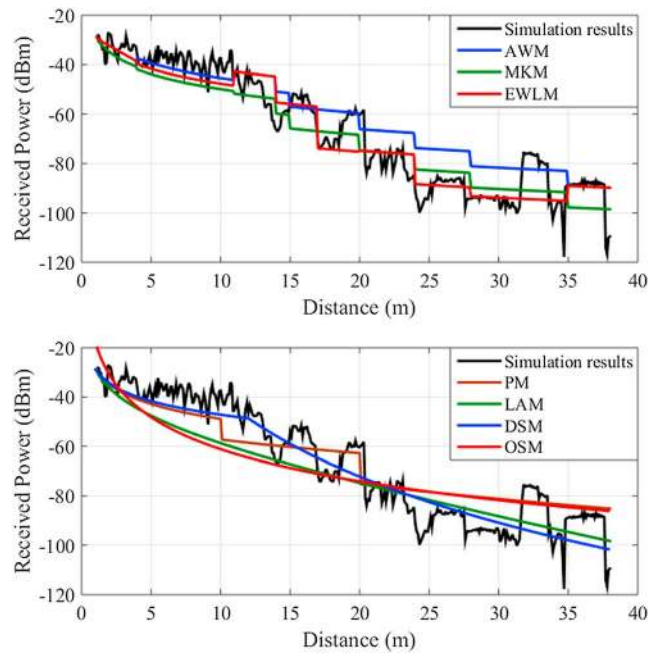 -20
-40
-60
-80
-100
-120
Received Power (dBm)
Simulation results
AWM
MKM
EWLM
0 5 10 15 20 25 30 35 40
Distance (m)
-20
-40
-60
-80
-100
-120
Received Power (dBm)
Simulation results
PM
LAM
DSM
OSM
0 5 10 15 20 25 30 35 40
Distance (m)